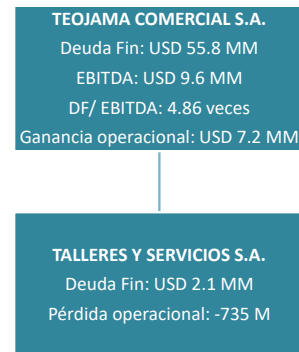 TEOJAMA COMERCIAL S.A.
Deuda Fin: USD 55.8 MM
EBITDA: USD 9.6 MM
DF/ EBITDA: 4.86 veces
Ganancia operacional: USD 7.2 MM
TALLERES Y SERVICIOS S.A.
Deuda Fin: USD 2.1 MM
Pérdida operacional: -735 M